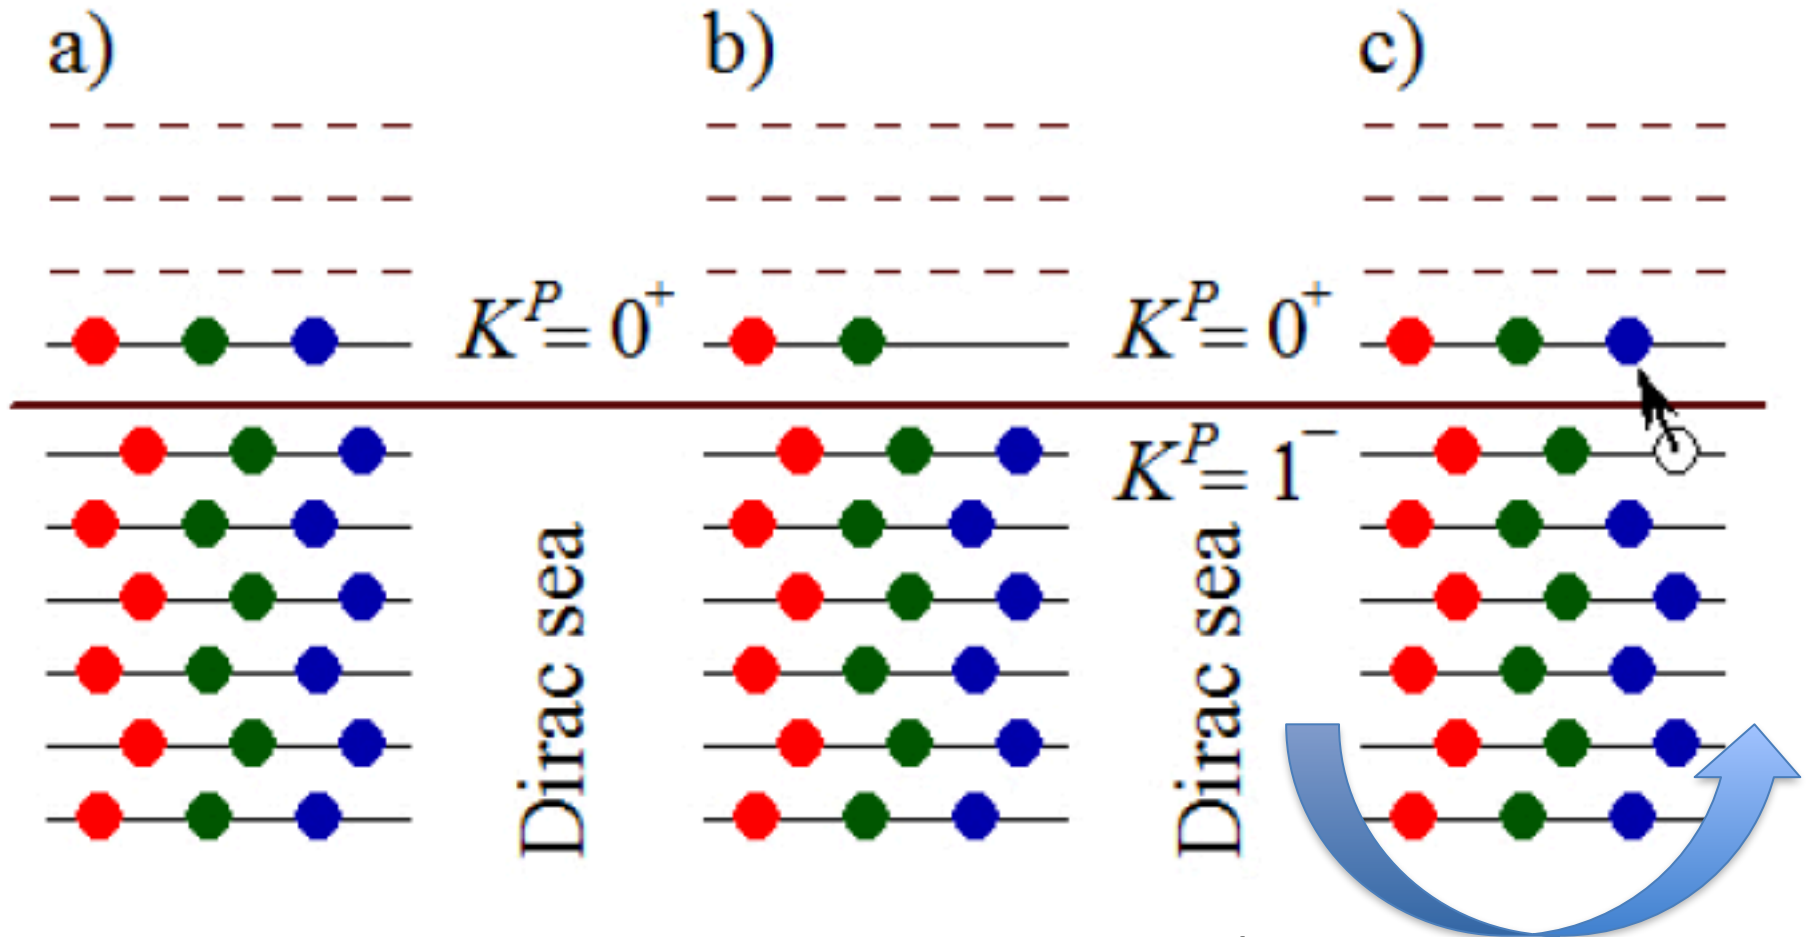 a)
b)
c)
K^P = 0^+
K^P = 0^+
K^P = 1^−
Dirac sea
Dirac sea